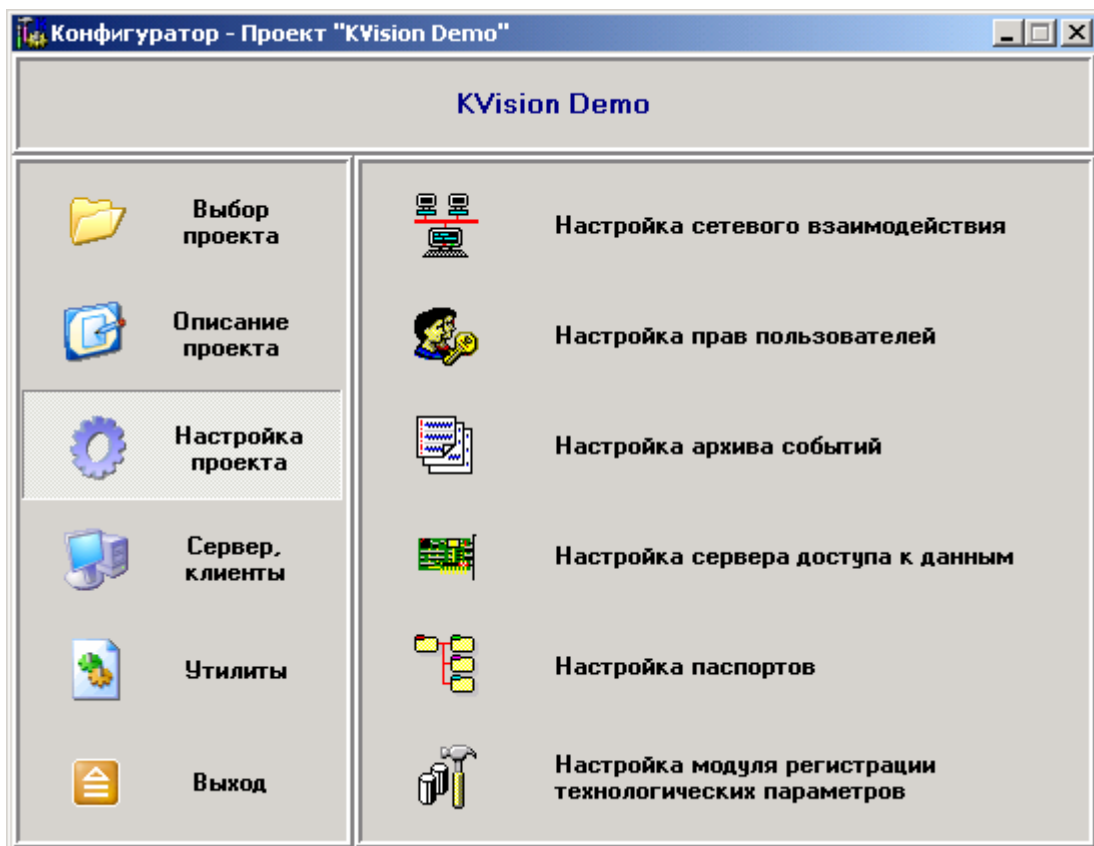 Конфигуратор - Проект "KVision Demo"
KVision Demo
Выбор
проекта
Описание
проекта
Настройка
проекта
Сервер,
клиенты
Утилиты
Выход
Настройка сетевого взаимодействия
Настройка прав пользователей
Настройка архива событий
Настройка сервера доступа к данным
Настройка паспортов
Настройка модуля регистрации
технологических параметров